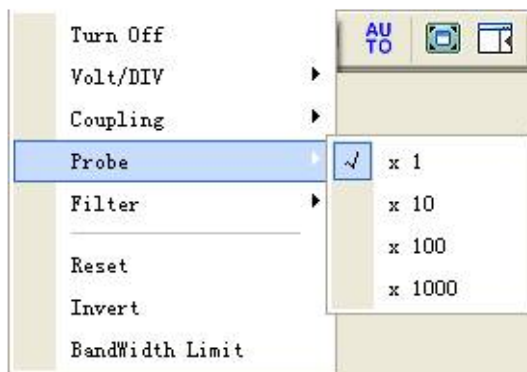 Turn Off
AU
TO
Volt/DIV
Coupling
Probe
√ x 1
Filter
x 10
x 100
Reset
x 1000
Invert
BandWidth Limit